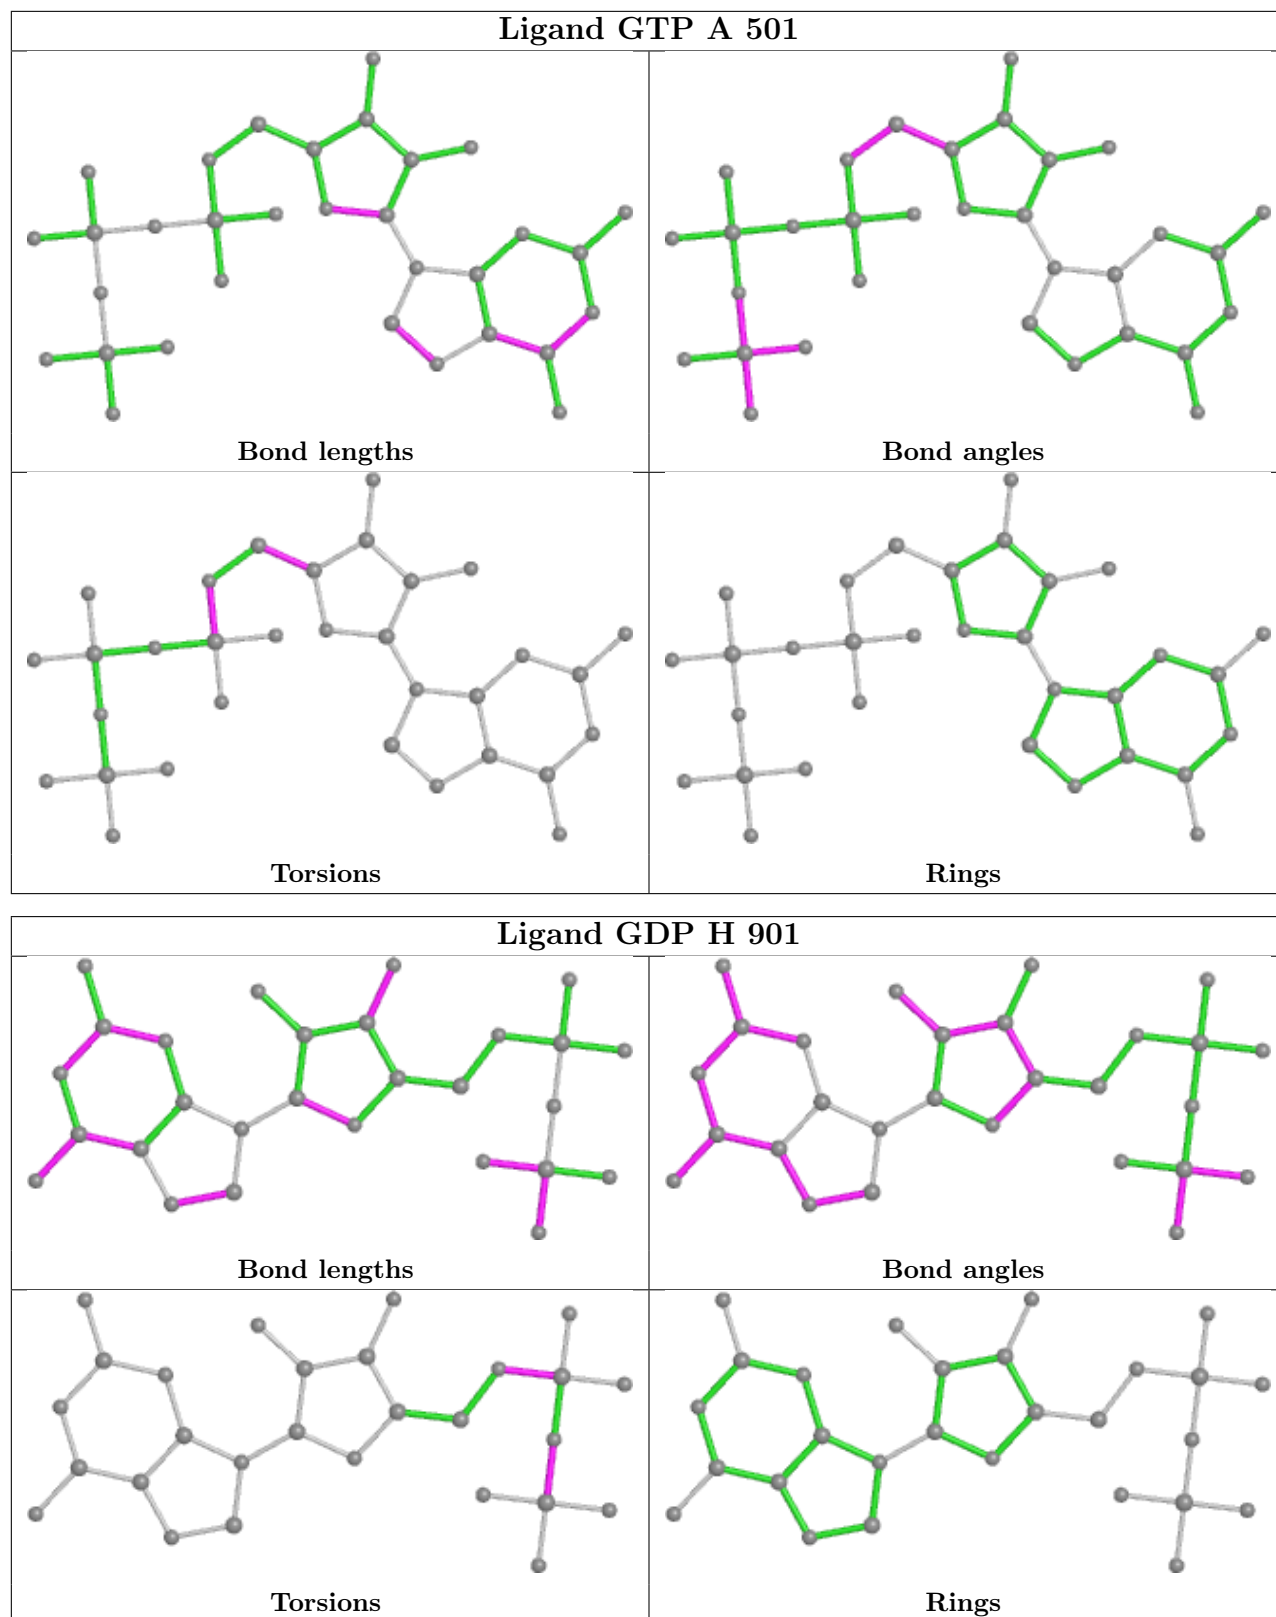 Ligand GTP A 501
Bond lengths
Bond angles
Torsions
Rings
Ligand GDP H 901
Bond lengths
Bond angles
Torsions
Rings